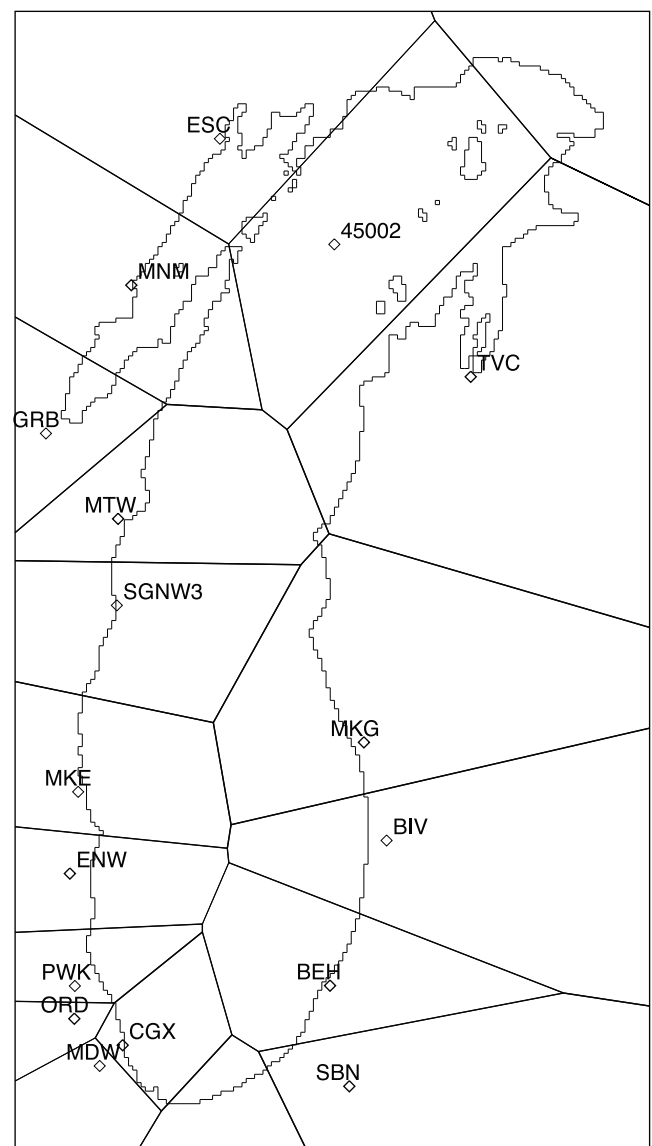 ESC
45002
MNM
TVC
GRB
MTW
SGNW3
MKG
MKE
BIV
ENW
PWK
BEH
ORD
CGX
MDW
SBN